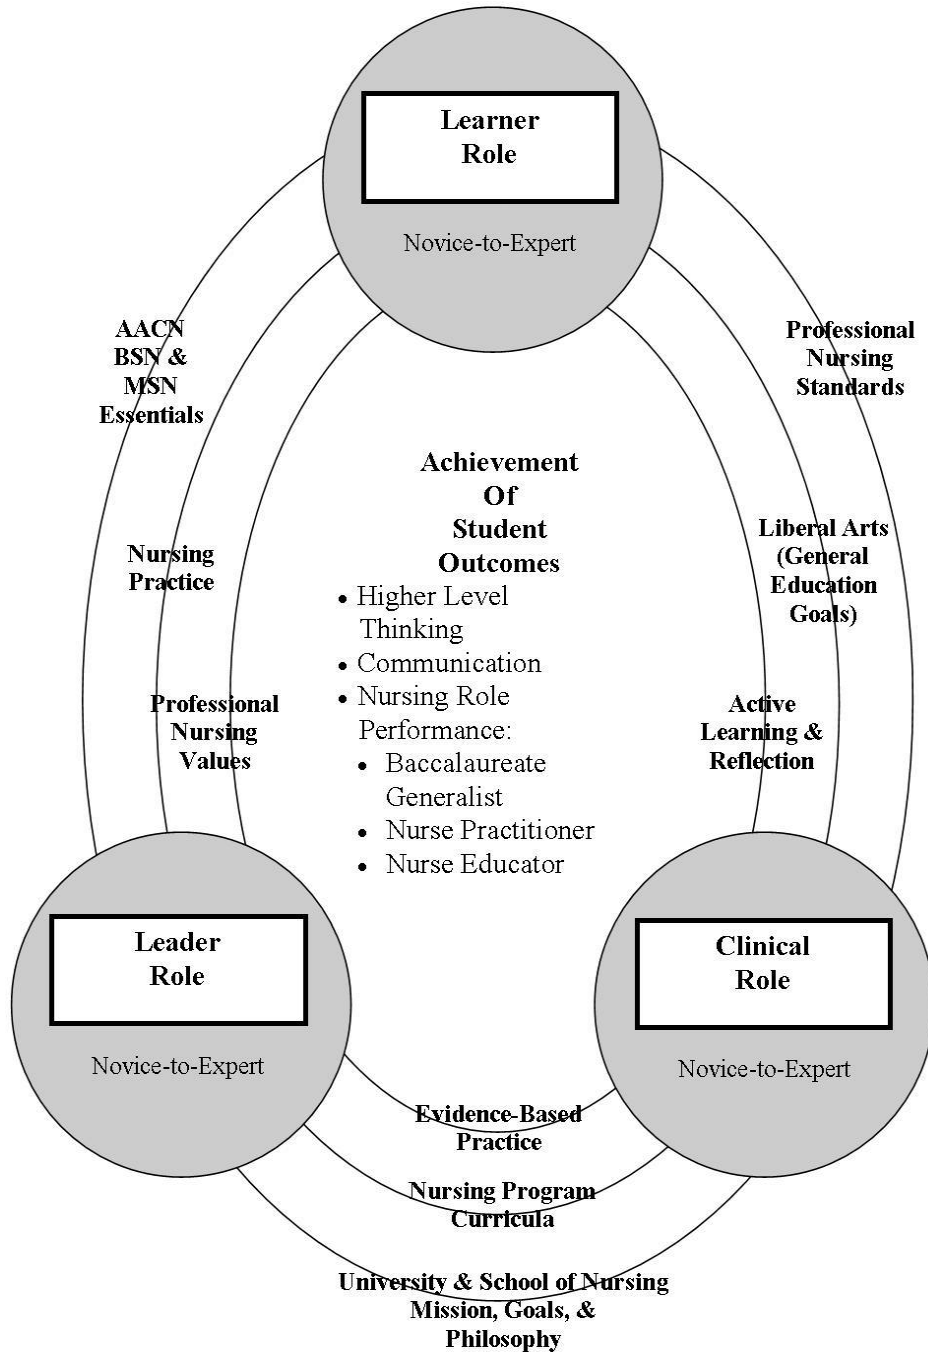 Learner
Role
Novice-to-Expert
AACN
BSN &
MSN
Essentials
Professional
Nursing
Standards
Achievement
Of
Student
Outcomes
• Higher Level
Thinking
• Communication
• Nursing Role
Performance:
• Baccalaureate
Generalist
• Nurse Practitioner
• Nurse Educator
Nursing
Practice
Liberal Arts
(General
Education
Goals)
Professional
Nursing
Values
Active
Learning &
Reflection
Leader
Role
Novice-to-Expert
Clinical
Role
Novice-to-Expert
Evidence-Based
Practice
Nursing Program
Curricula
University & School of Nursing
Mission, Goals, &
Philosophy